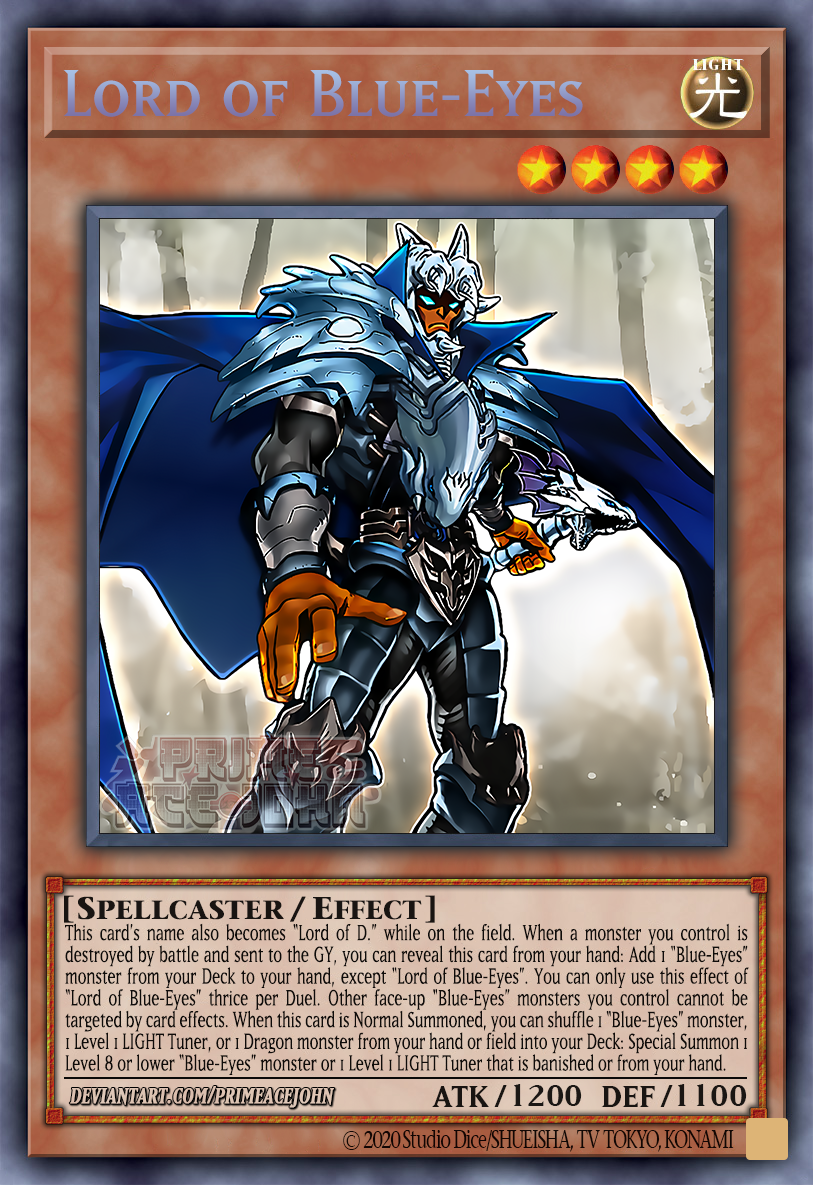 Lord of Blue-Eyes
LIGHT
光
PRIME
ACE JOHN
[Spellcaster / Effect]
This card's name also becomes "Lord of D." while on the field. When a monster you control is
destroyed by battle and sent to the GY, you can reveal this card from your hand: Add 1 "Blue-Eyes"
monster from your Deck to your hand, except "Lord of Blue-Eyes". You can only use this effect of
"Lord of Blue-Eyes" thrice per Duel. Other face-up "Blue-Eyes" monsters you control cannot be
targeted by card effects. When this card is Normal Summoned, you can shuffle 1 "Blue-Eyes" monster,
1 Level 1 LIGHT Tuner, or 1 Dragon monster from your hand or field into your Deck: Special Summon 1
Level 8 or lower "Blue-Eyes" monster or 1 Level 1 LIGHT Tuner that is banished or from your hand.
DEVIANTART.COM/PRIMEACEJOHN
ATK/1200 DEF/1100
© 2020 Studio Dice/SHUEISHA, TV TOKYO, KONAMI